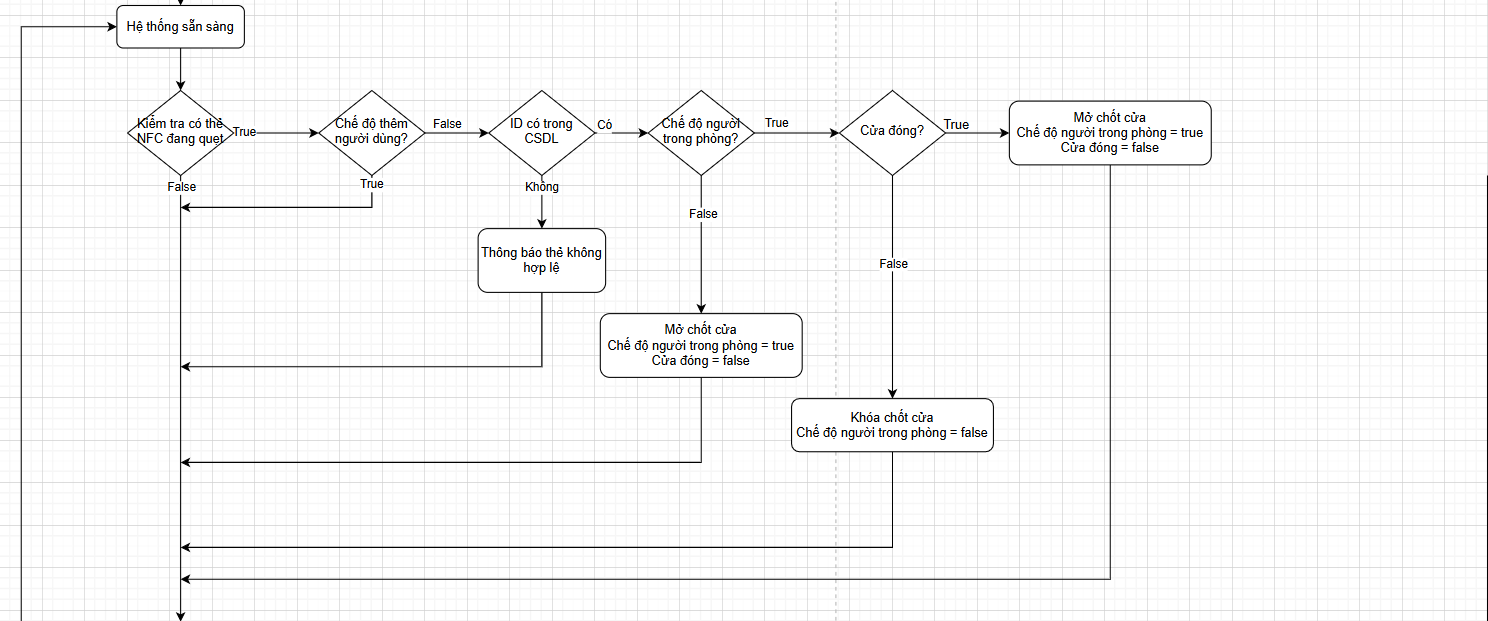 Hệ thống sẵn sàng
Kiểm tra có thẻ
NFC đang quẹt
True
False
Chế độ thêm
người dùng?
False
True
ID có trong
CSDL
Có
Không
Chế độ người
trong phòng?
True
False
Cửa đóng?
True
False
Mở chốt cửa
Chế độ người trong phòng = true
Cửa đóng = false
Thông báo thẻ không
hợp lệ
Mở chốt cửa
Chế độ người trong phòng = true
Cửa đóng = false
Khóa chốt cửa
Chế độ người trong phòng = false